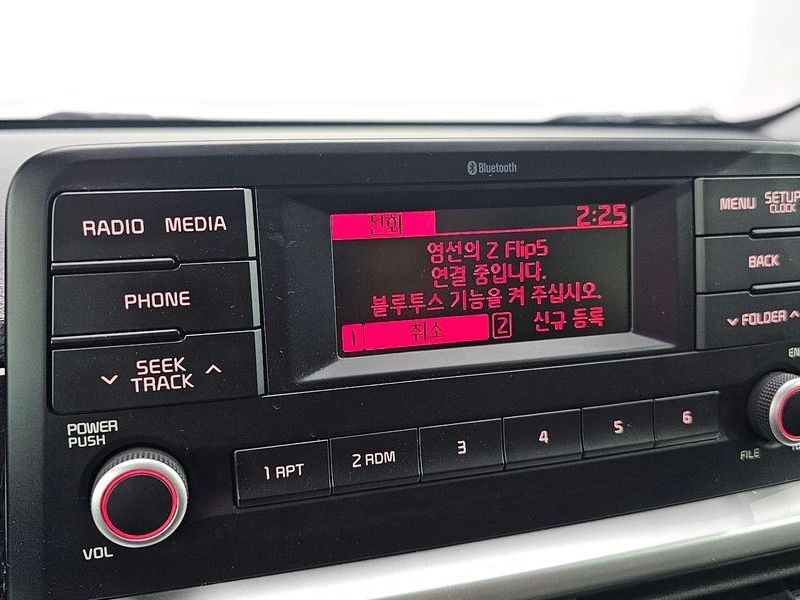 Bluetooth
RADIO MEDIA
PHONE
SEEK
TRACK
POWER
PUSH
VOL
전화 2:25
염선의 Z Flip5
연결 중입니다.
블루투스 기능을 켜 주십시오.
1 취소 2 신규 등록
1 RPT 2 RDM 3 4 5 6
MENU SETUP
CLOCK
BACK
FOLDER
FILE